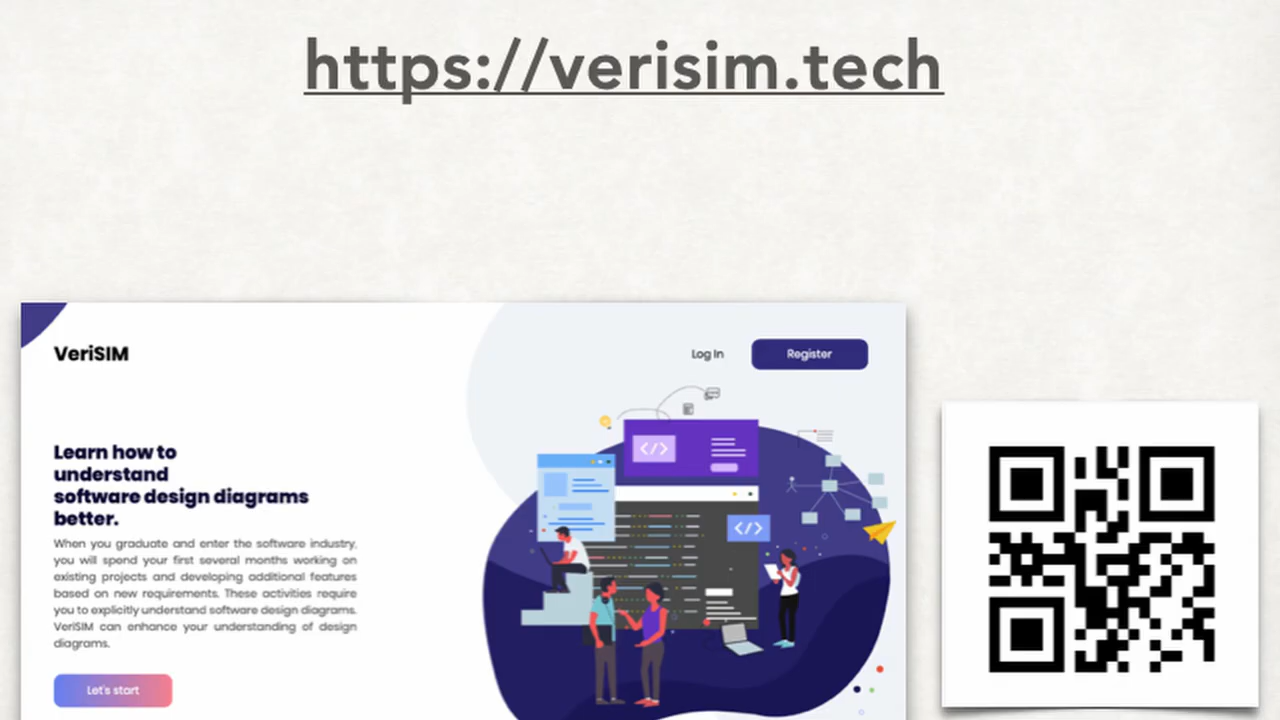 https://verisim.tech
VeriSIM
Log In
Register
Learn how to
understand
software design diagrams
better.
When you graduate and enter the software industry,
you will spend your first several months working on
existing projects and developing additional features
based on new requirements. These activities require
you to explicitly understand software design diagrams.
VeriSIM can enhance your understanding of design
diagrams.
Let's start